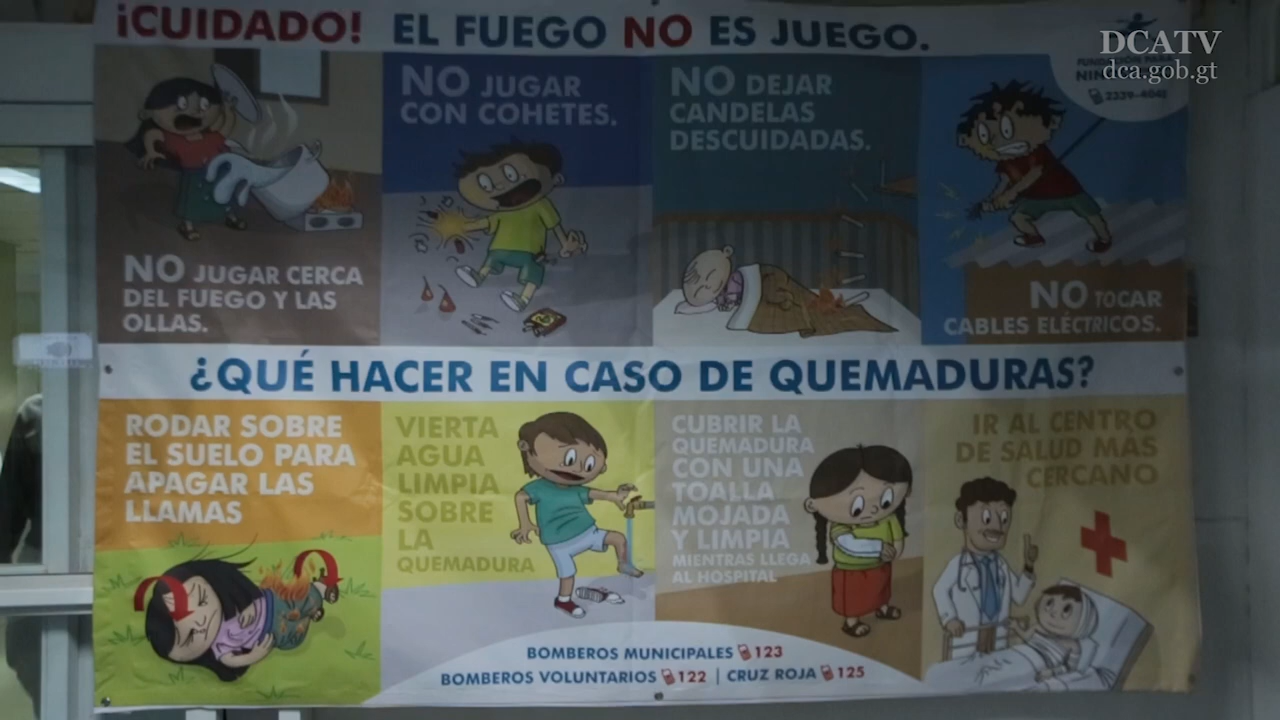 ¡CUIDADO! EL FUEGO NO ES JUEGO.
DCATV
dca.gob.gt
FUNDACIÓN PARA
2339-4041
NO JUGAR CERCA
DEL FUEGO Y LAS
OLLAS.
NO JUGAR
CON COHETES.
NO DEJAR
CANDELAS
DESCUIDADAS.
NO TOCAR
CABLES ELÉCTRICOS.
¿QUÉ HACER EN CASO DE QUEMADURAS?
RODAR SOBRE
EL SUELO PARA
APAGAR LAS
LLAMAS
VIERTA
AGUA
LIMPIA
SOBRE
LA
QUEMADURA
CUBRIR LA
QUEMADURA
CON UNA
TOALLA
MOJADA
Y LIMPIA
MIENTRAS LLEGA
AL HOSPITAL
IR AL CENTRO
DE SALUD MÁS
CERCANO
BOMBEROS MUNICIPALES 123
BOMBEROS VOLUNTARIOS 122 | CRUZ ROJA 125